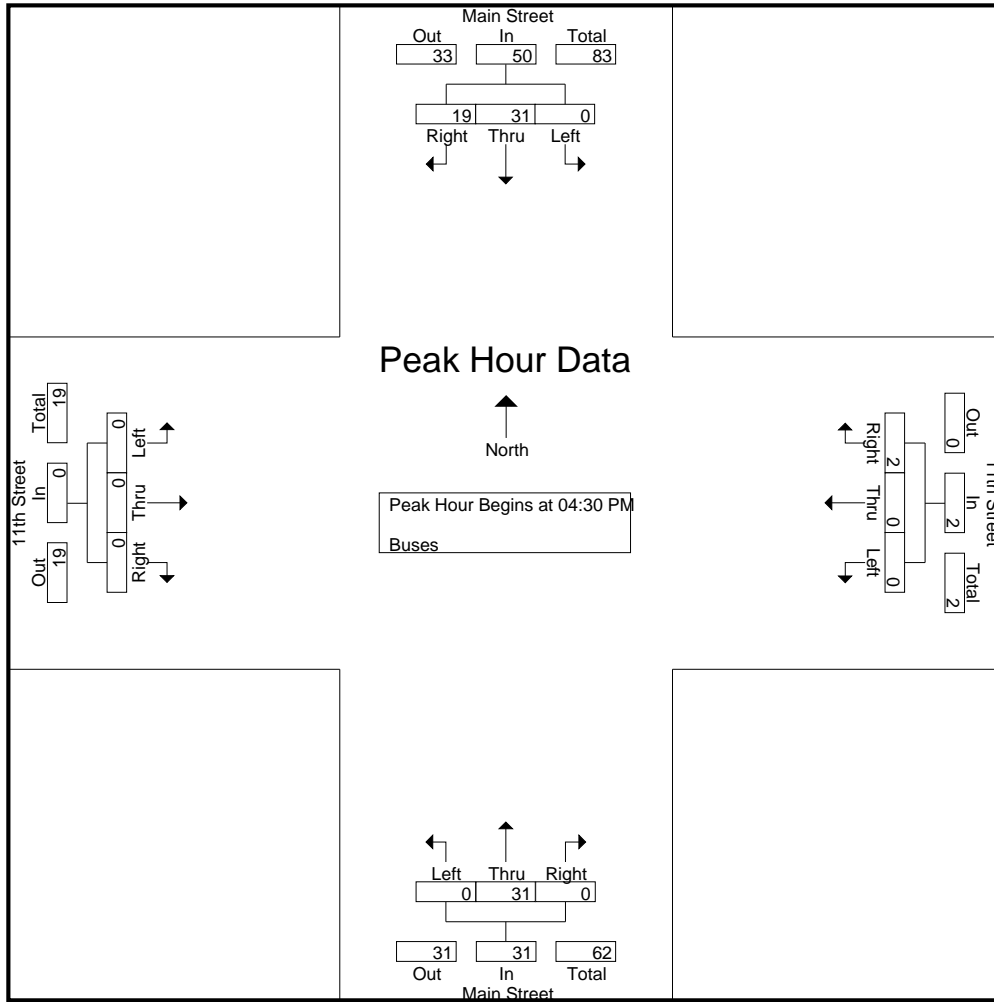 Main Street
Out In Total
33 50 83
19 31 0
Right Thru Left
Peak Hour Data
North
Peak Hour Begins at 04:30 PM
Buses
11th Street
Out In Total
19 0 19
Left Thru Right
0 0 0
11th Street
Out In Total
0 2 2
Right Thru Left
2 0 0
Left Thru Right
0 31 0
31 31 62
Out In Total
Main Street